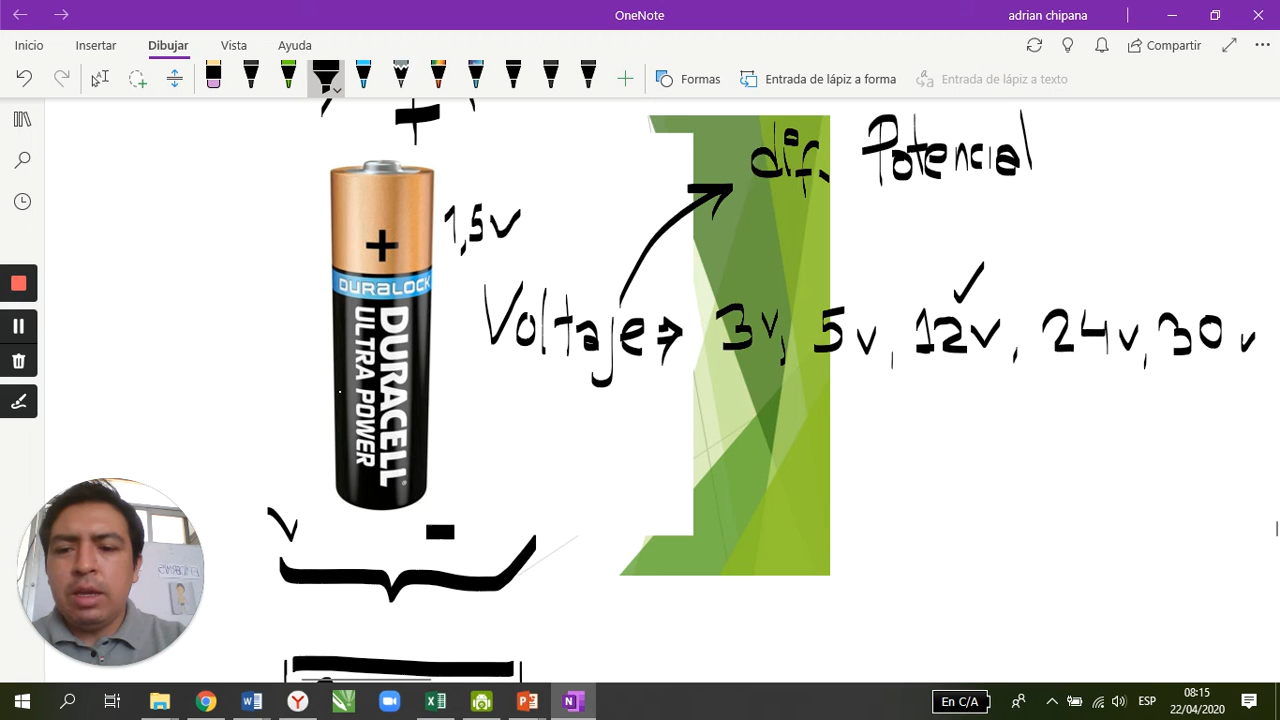 OneNote
adrian chipana
Inicio Insertar Dibujar Vista Ayuda
Compartir
Formas Entrada de lápiz a forma Entrada de lápiz a texto
dif. Potencial
+
1,5v
DURALOCK
DURACELL
ULTRA POWER
Voltaje → 3v, 5v, 12v, 24v, 30v
En C/A
ESP
08:15
22/04/2020